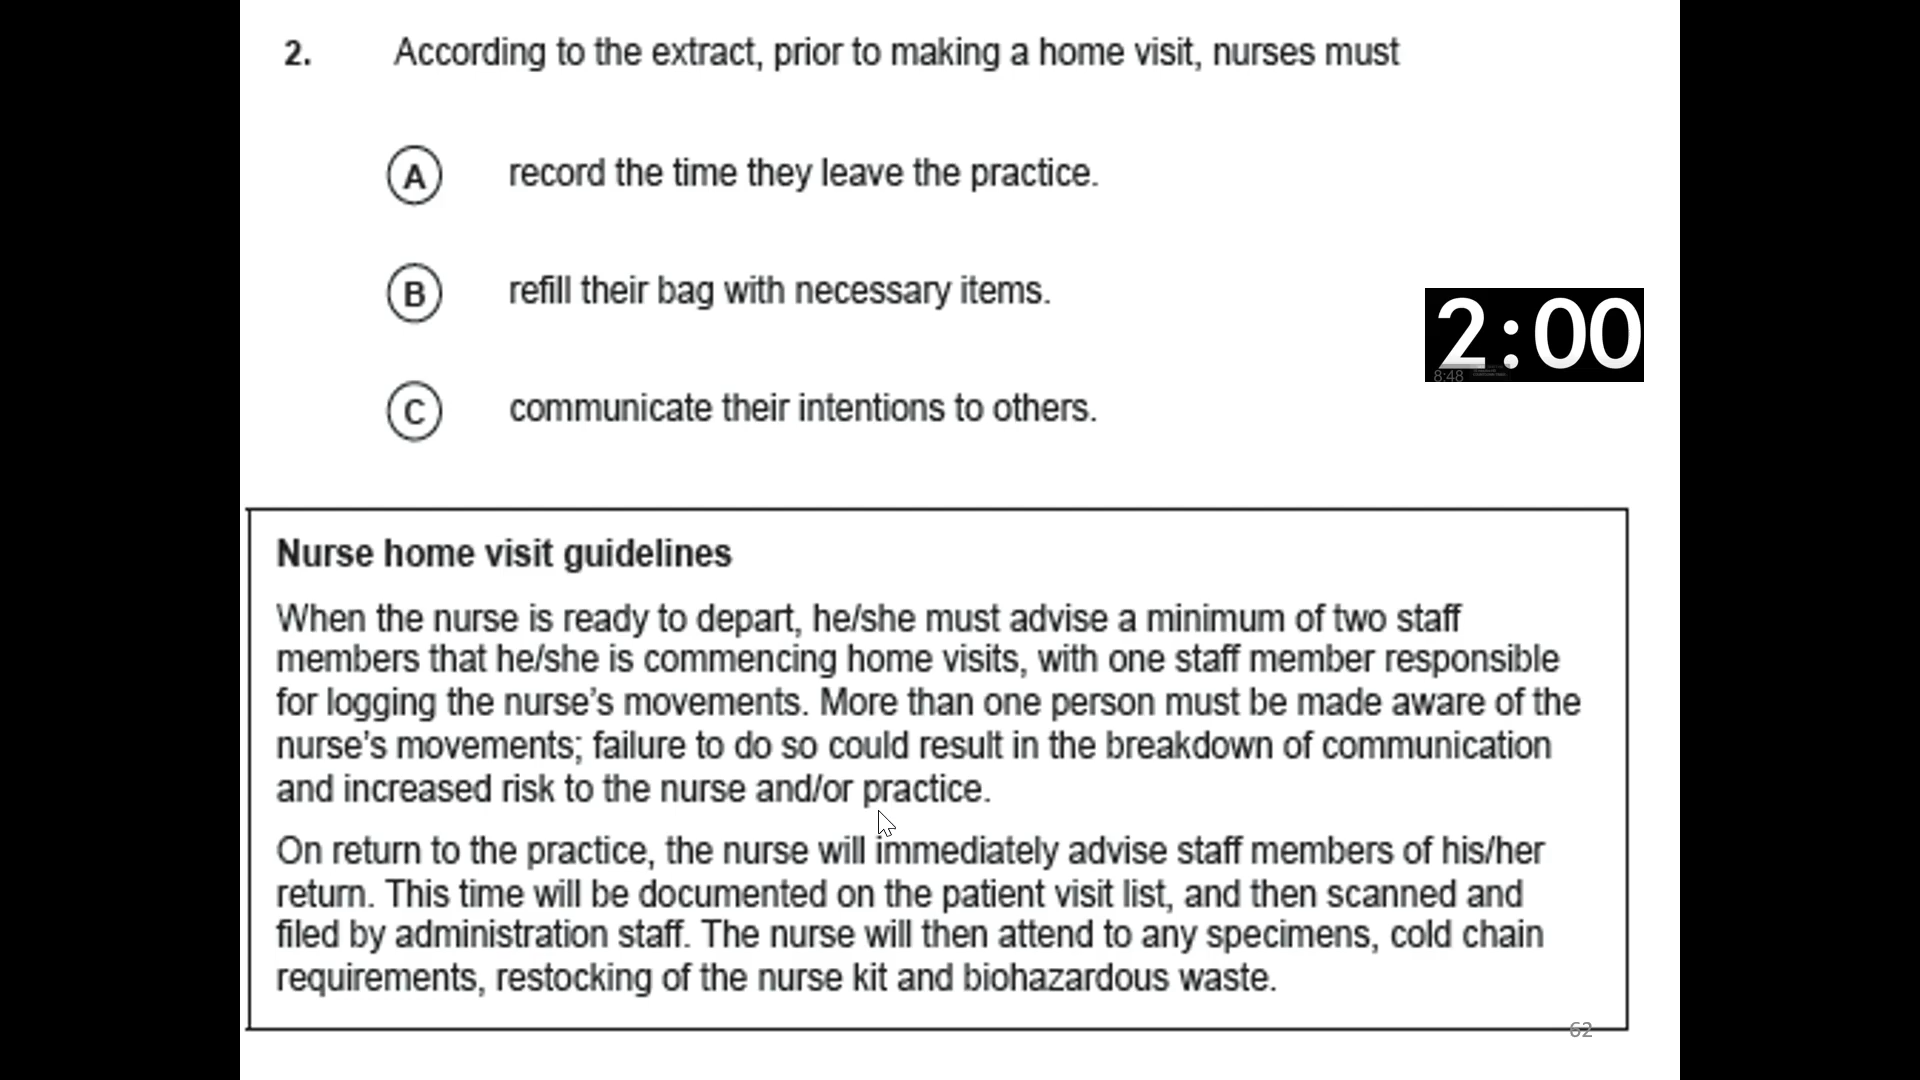 2. According to the extract, prior to making a home visit, nurses must
A record the time they leave the practice.
B refill their bag with necessary items.
2:00
8:48
C communicate their intentions to others.
Nurse home visit guidelines
When the nurse is ready to depart, he/she must advise a minimum of two staff
members that he/she is commencing home visits, with one staff member responsible
for logging the nurse’s movements. More than one person must be made aware of the
nurse’s movements; failure to do so could result in the breakdown of communication
and increased risk to the nurse and/or practice.
On return to the practice, the nurse will immediately advise staff members of his/her
return. This time will be documented on the patient visit list, and then scanned and
filed by administration staff. The nurse will then attend to any specimens, cold chain
requirements, restocking of the nurse kit and biohazardous waste.
62